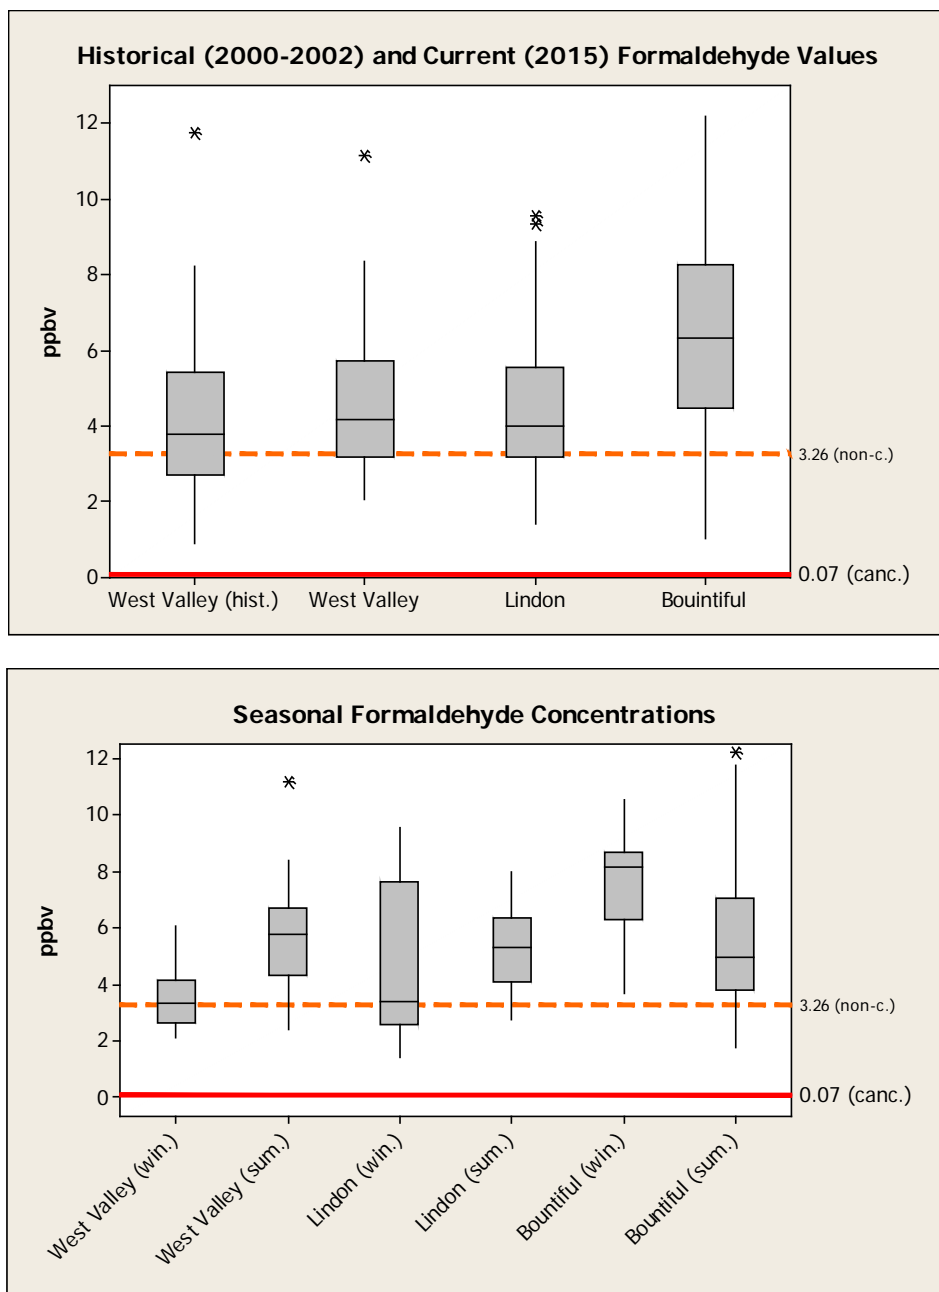 Historical (2000-2002) and Current (2015) Formaldehyde Values
12
10
8
6
4
2
0
ppbv
3.26 (non-c.)
0.07 (canc.)
West Valley (hist.)
West Valley
Lindon
Bouintiful
Seasonal Formaldehyde Concentrations
12
10
8
6
4
2
0
ppbv
3.26 (non-c.)
0.07 (canc.)
West Valley (win.)
West Valley (sum.)
Lindon (win.)
Lindon (sum.)
Bountiful (win.)
Bountiful (sum.)